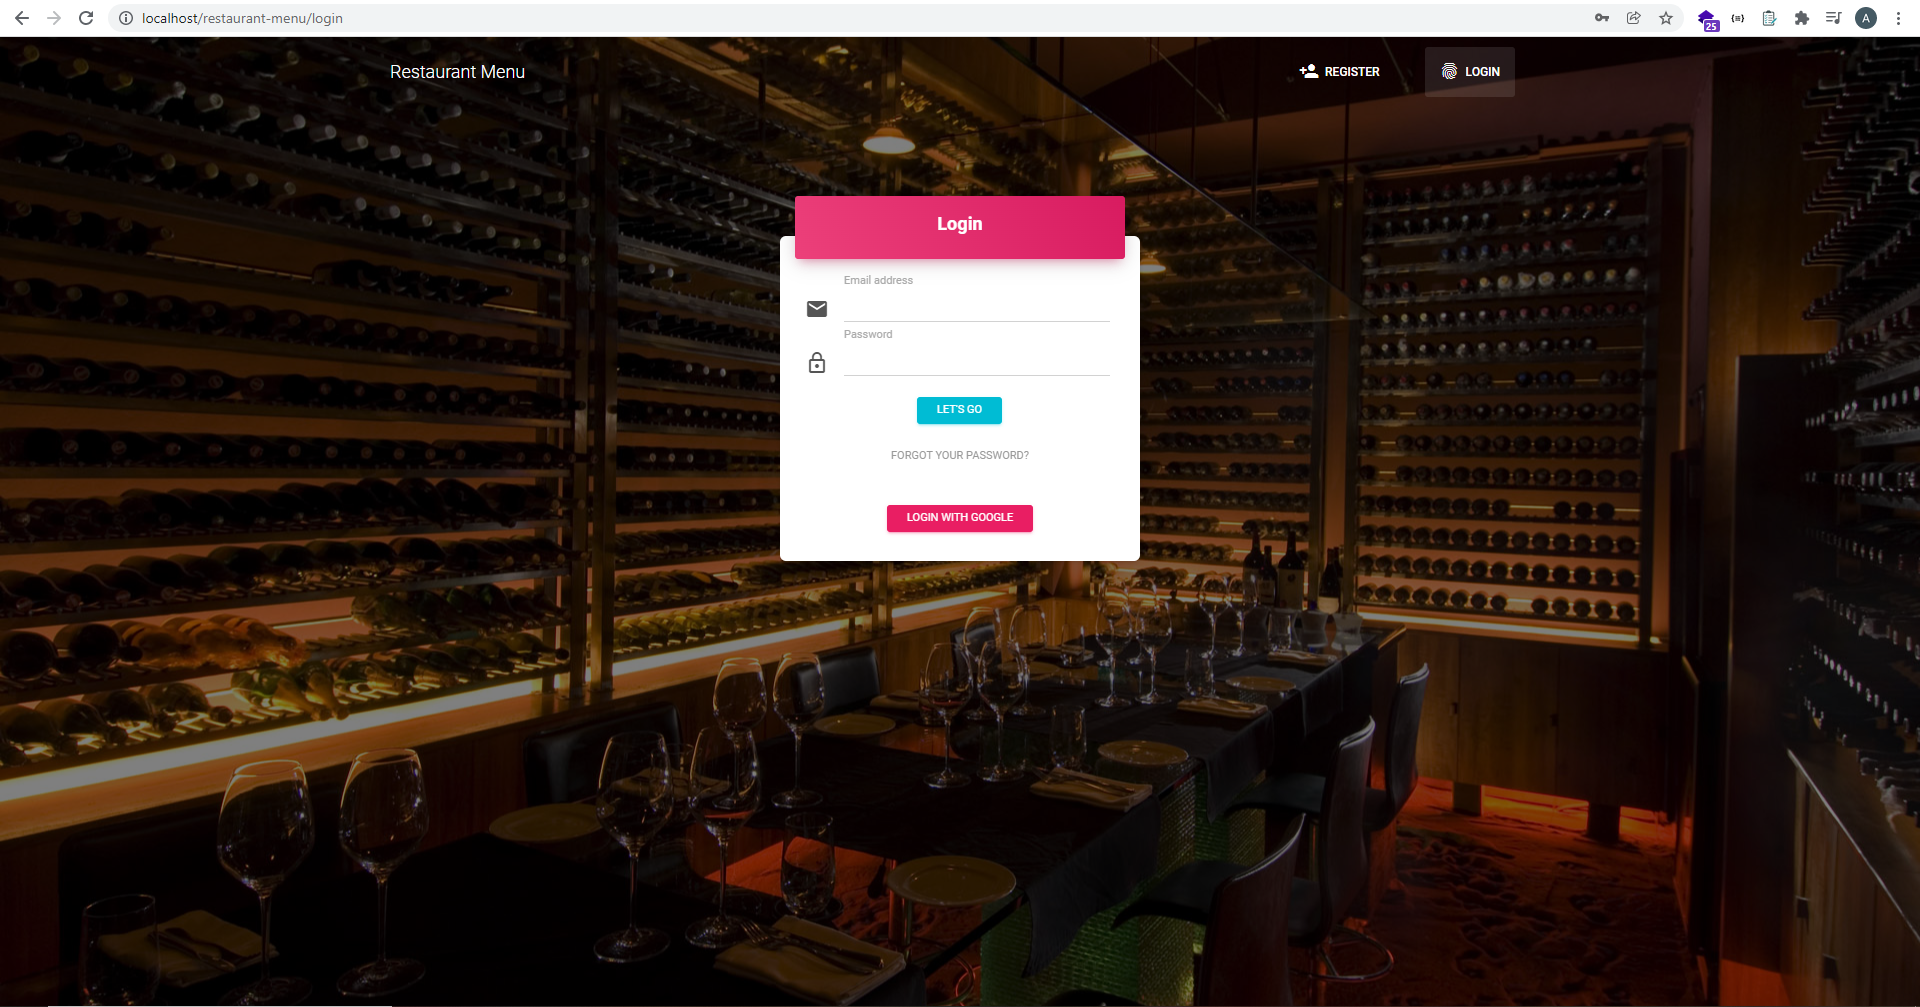 localhost/restaurant-menu/login
25
A
Restaurant Menu
REGISTER
LOGIN
Login
Email address
Password
LET'S GO
FORGOT YOUR PASSWORD?
LOGIN WITH GOOGLE